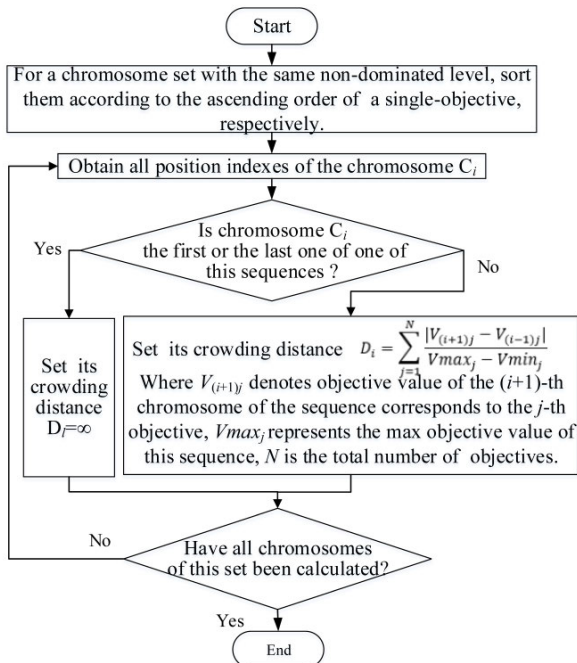 Start
For a chromosome set with the same non-dominated level, sort
them according to the ascending order of a single-objective,
respectively.
Obtain all position indexes of the chromosome Cᵢ
Is chromosome Cᵢ
the first or the last one of one of
this sequences ?
Yes
No
Set its
crowding
distance
Dᵢ=∞
Set its crowding distance Dᵢ = ∑_{j=1}^{N} |V_{(i+1)j} − V_{(i−1)j}| / (Vmaxⱼ − Vminⱼ)
Where V_{(i+1)j} denotes objective value of the (i+1)-th
chromosome of the sequence corresponds to the j-th
objective, Vmaxⱼ represents the max objective value of
this sequence, N is the total number of objectives.
No
Have all chromosomes
of this set been calculated?
Yes
End